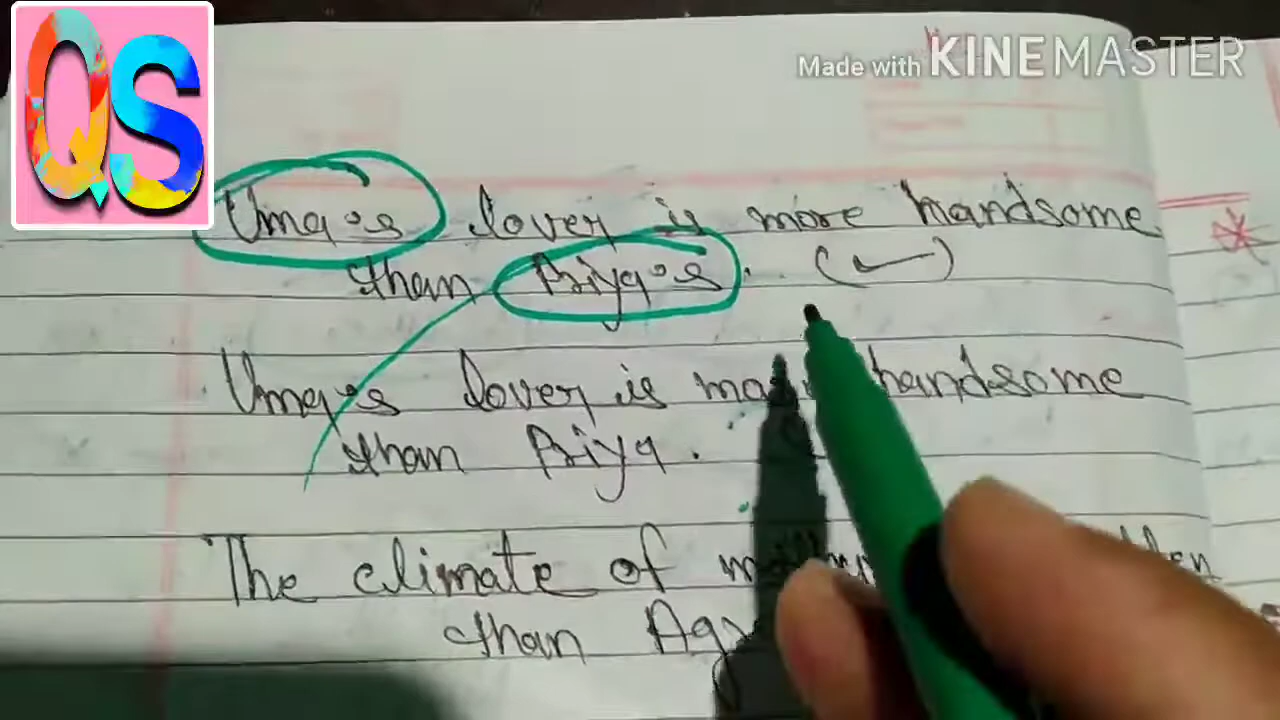 QS
Made with KINEMASTER
Uma's lover is more handsome
than Priya's. (✓)
Uma's lover is handsome
than Priya.
The climate of
than